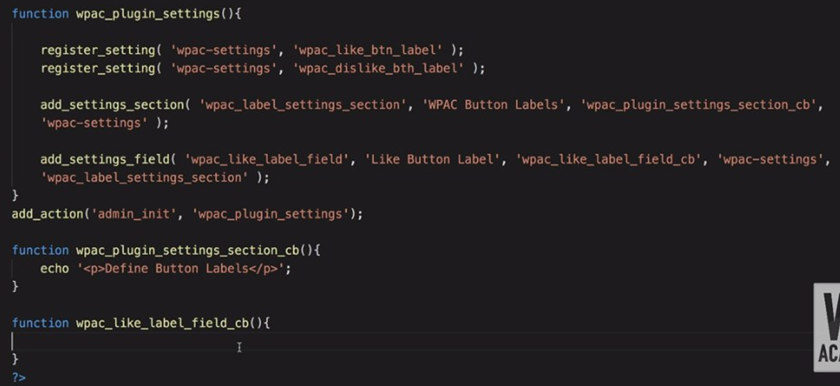 function wpac_plugin_settings(){
register_setting( 'wpac-settings', 'wpac_like_btn_label' );
register_setting( 'wpac-settings', 'wpac_dislike_bth_label' );
add_settings_section( 'wpac_label_settings_section', 'WPAC Button Labels', 'wpac_plugin_settings_section_cb',
'wpac-settings' );
add_settings_field( 'wpac_like_label_field', 'Like Button Label', 'wpac_like_label_field_cb', 'wpac-settings',
'wpac_label_settings_section' );
}
add_action('admin_init', 'wpac_plugin_settings');
function wpac_plugin_settings_section_cb(){
echo '<p>Define Button Labels</p>';
}
function wpac_like_label_field_cb(){
}
?>